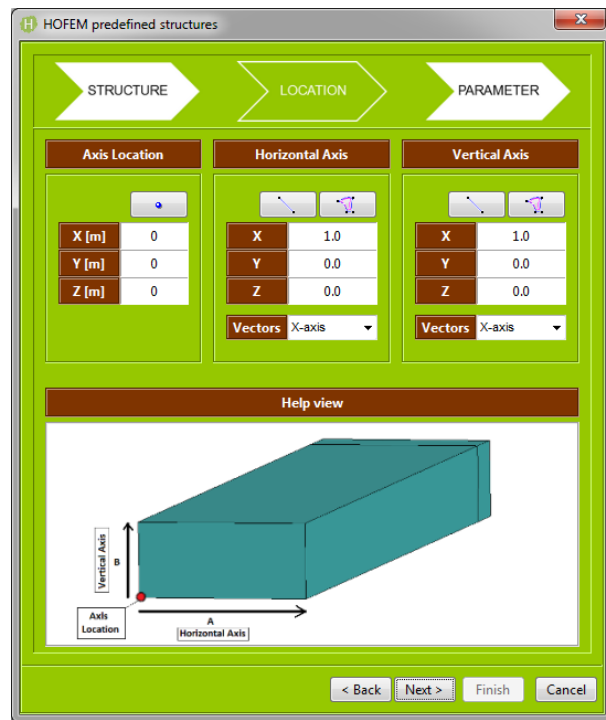 HOFEM predefined structures
STRUCTURE LOCATION PARAMETER
Axis Location Horizontal Axis Vertical Axis
X [m] 0 X 1.0 X 1.0
Y [m] 0 Y 0.0 Y 0.0
Z [m] 0 Z 0.0 Z 0.0
Vectors X-axis Vectors X-axis
Help view
Vertical Axis
B
Axis
Location
A
Horizontal Axis
< Back Next > Finish Cancel